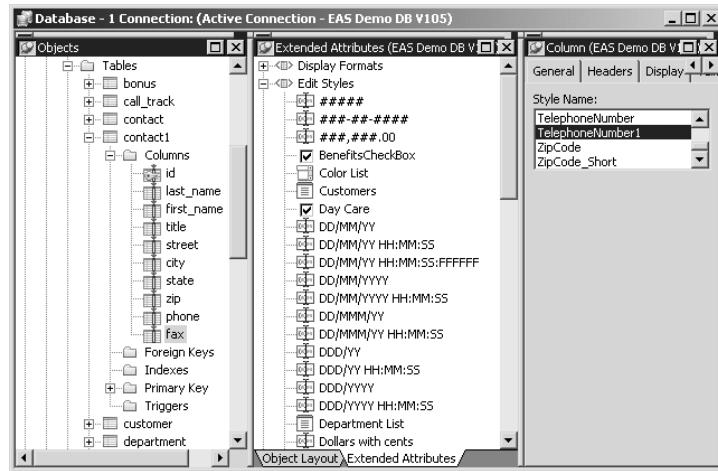 Database - 1 Connection: (Active Connection - EAS Demo DB V105)
Objects
Tables
bonus
call_track
contact
contact1
Columns
id
last_name
first_name
title
street
city
state
zip
phone
fax
Foreign Keys
Indexes
Primary Key
Triggers
customer
department
Extended Attributes (EAS Demo DB V
Display Formats
Edit Styles
#####
###-##-####
###,###.00
BenefitsCheckBox
Color List
Customers
Day Care
DD/MM/YY
DD/MM/YY HH:MM:SS
DD/MM/YY HH:MM:SS:FFFFFF
DD/MM/YYYY
DD/MM/YYYY HH:MM:SS
DD/MMM/YY
DD/MMM/YY HH:MM:SS
DDD/YY
DDD/YY HH:MM:SS
DDD/YYYY
DDD/YYYY HH:MM:SS
Department List
Dollars with cents
Object Layout Extended Attributes
Column (EAS Demo DB V
General Headers Display
Style Name:
TelephoneNumber
TelephoneNumber1
ZipCode
ZipCode_Short